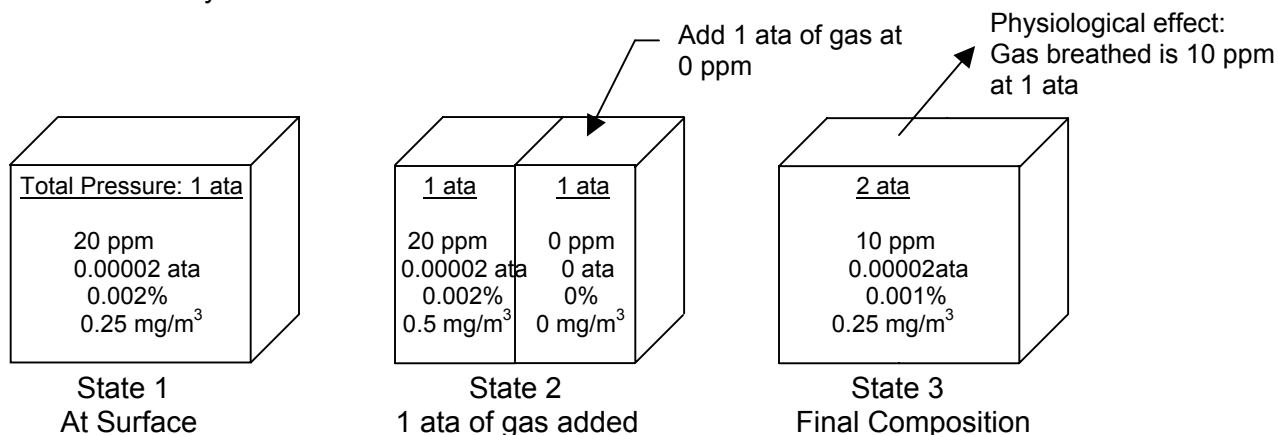 Add 1 ata of gas at
0 ppm
Physiological effect:
Gas breathed is 10 ppm
at 1 ata
Total Pressure: 1 ata
20 ppm
0.00002 ata
0.002%
0.25 mg/m³
State 1
At Surface
1 ata
20 ppm
0.00002 ata
0.002%
0.5 mg/m³
1 ata
0 ppm
0 ata
0%
0 mg/m³
State 2
1 ata of gas added
2 ata
10 ppm
0.00002ata
0.001%
0.25 mg/m³
State 3
Final Composition